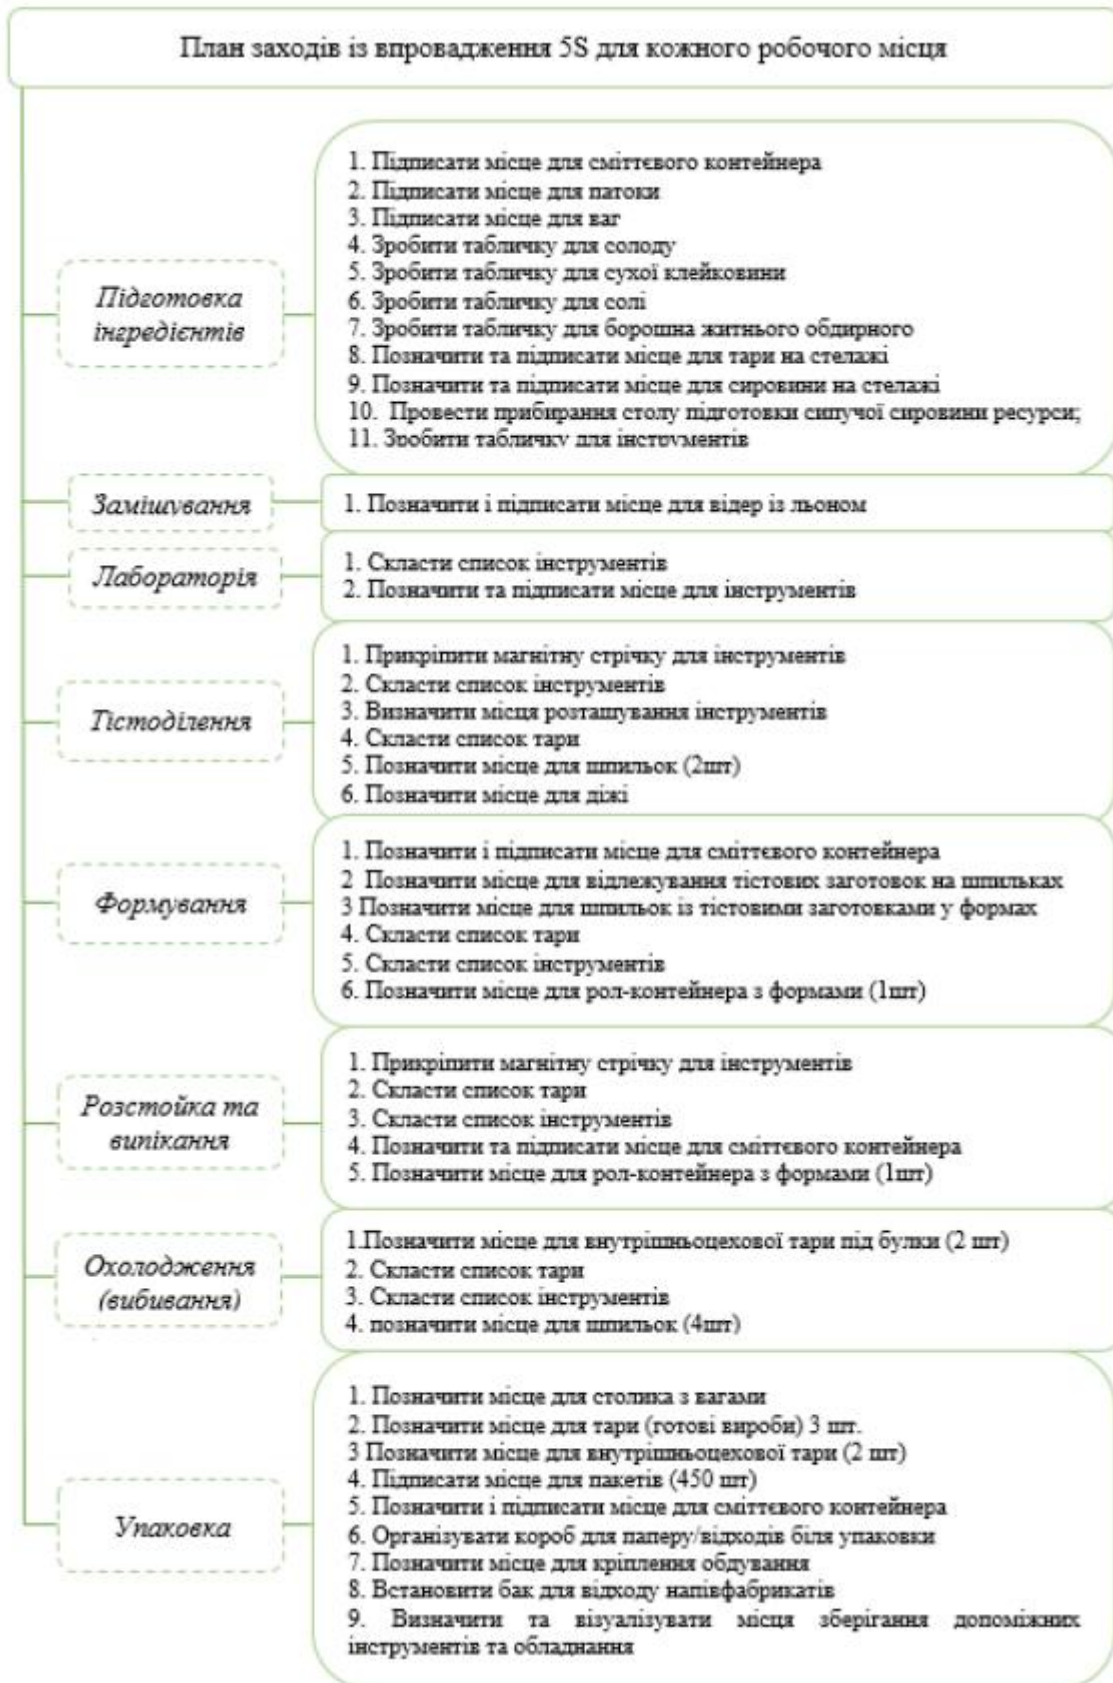 План заходів із впровадження 5S для кожного робочого місця
Підготовка
інгредієнтів
1. Підписати місце для сміттєвого контейнера
2. Підписати місце для патоки
3. Підписати місце для ваг
4. Зробити табличку для солоду
5. Зробити табличку для сухої клейковини
6. Зробити табличку для солі
7. Зробити табличку для борошна житнього обдирного
8. Позначити та підписати місце для тари на стелажі
9. Позначити та підписати місце для сировини на стелажі
10. Провести прибирання столу підготовки сипучої сировини ресурси;
11. Зробити табличку для інструментів
Замішування
1. Позначити і підписати місце для відер із льоном
Лабораторія
1. Скласти список інструментів
2. Позначити та підписати місце для інструментів
Тістоділення
1. Прикріпити магнітну стрічку для інструментів
2. Скласти список інструментів
3. Визначити місця розташування інструментів
4. Скласти список тари
5. Позначити місце для шпильок (2шт)
6. Позначити місце для діжі
Формування
1. Позначити і підписати місце для сміттєвого контейнера
2 Позначити місце для відлежування тістових заготовок на шпильках
3 Позначити місце для шпильок із тістовими заготовками у формах
4. Скласти список тари
5. Скласти список інструментів
6. Позначити місце для рол-контейнера з формами (1шт)
Розстойка та
випікання
1. Прикріпити магнітну стрічку для інструментів
2. Скласти список тари
3. Скласти список інструментів
4. Позначити та підписати місце для сміттєвого контейнера
5. Позначити місце для рол-контейнера з формами (1шт)
Охолодження
(вибивання)
1.Позначити місце для внутрішньоцехової тари під булки (2 шт)
2. Скласти список тари
3. Скласти список інструментів
4. позначити місце для шпильок (4шт)
Упаковка
1. Позначити місце для столика з вагами
2. Позначити місце для тари (готові вироби) 3 шт.
3 Позначити місце для внутрішньоцехової тари (2 шт)
4. Підписати місце для пакетів (450 шт)
5. Позначити і підписати місце для сміттєвого контейнера
6. Організувати короб для паперу/відходів біля упаковки
7. Позначити місце для кріплення обдування
8. Встановити бак для відходу напівфабрикатів
9. Визначити та візуалізувати місця зберігання допоміжних
інструментів та обладнання